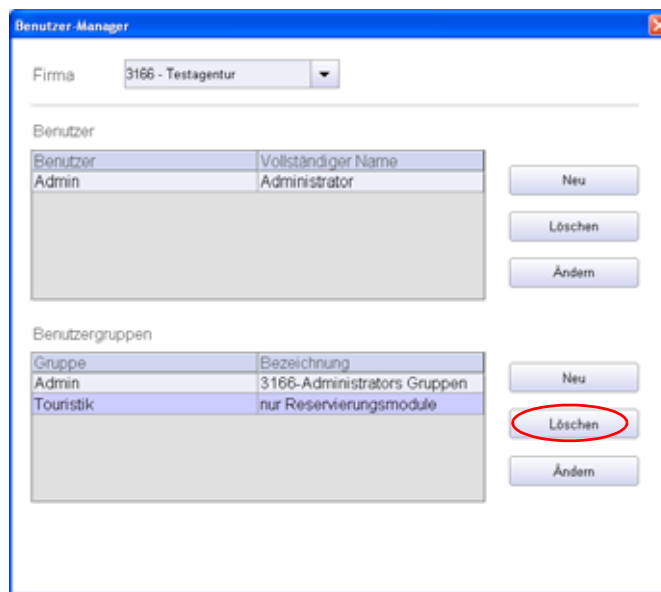 Benutzer-Manager
Firma 3166 - Testagentur
Benutzer
Benutzer Vollständiger Name
Admin Administrator
Neu
Löschen
Ändern
Benutzergruppen
Gruppe Bezeichnung
Admin 3166-Administrators Gruppen
Touristik nur Reservierungsmodule
Neu
Löschen
Ändern